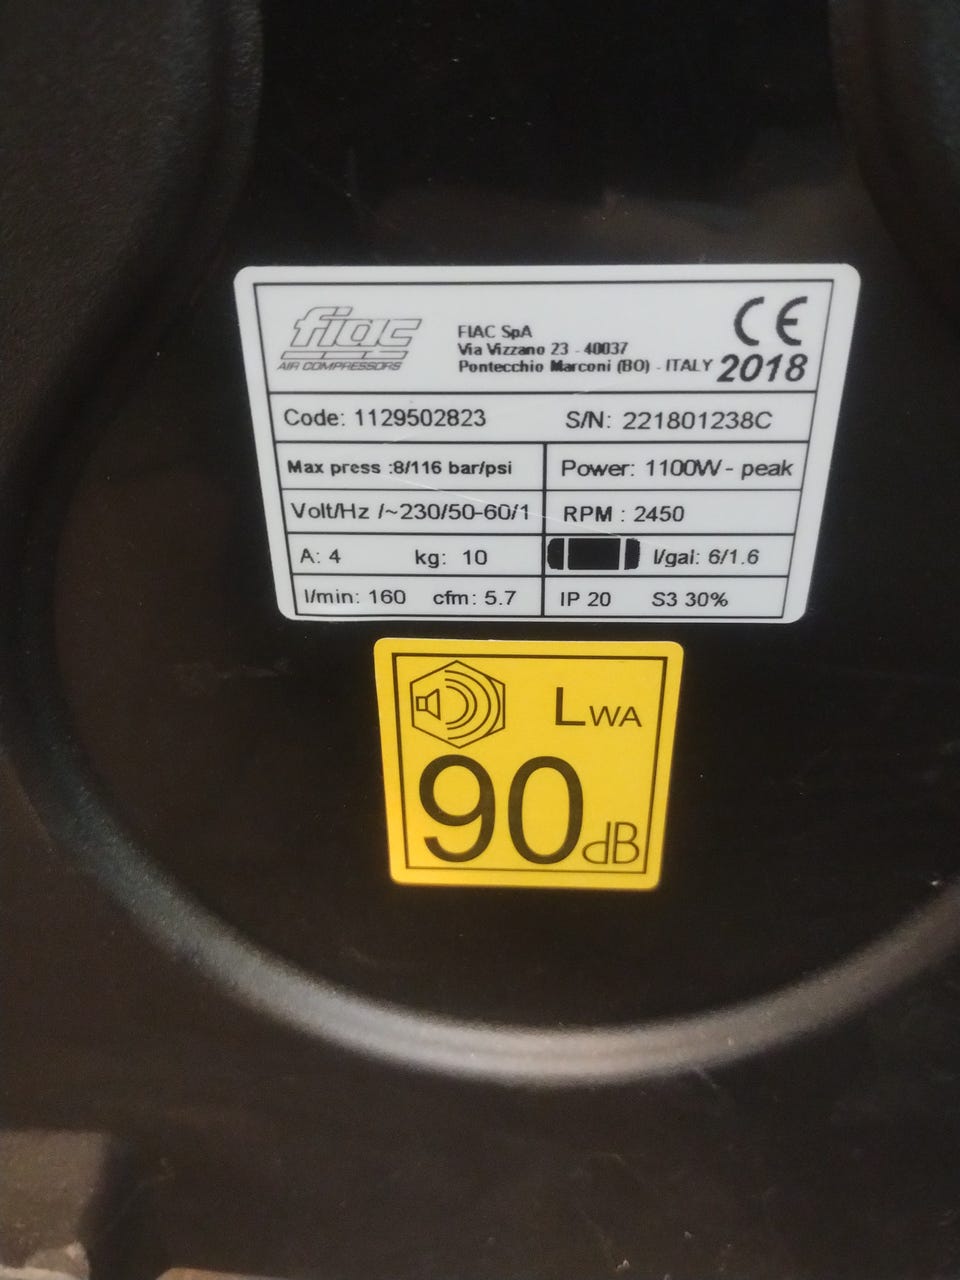 fiac
AIR COMPRESSORS
FIAC SpA
Via Vizzano 23 - 40037
Pontecchio Marconi (BO) - ITALY
CE
2018
Code: 1129502823 S/N: 221801238C
Max press :8/116 bar/psi Power: 1100W - peak
Volt/Hz /~230/50-60/1 RPM : 2450
A: 4 kg: 10 l/gal: 6/1.6
l/min: 160 cfm: 5.7 IP 20 S3 30%
LWA
90 dB